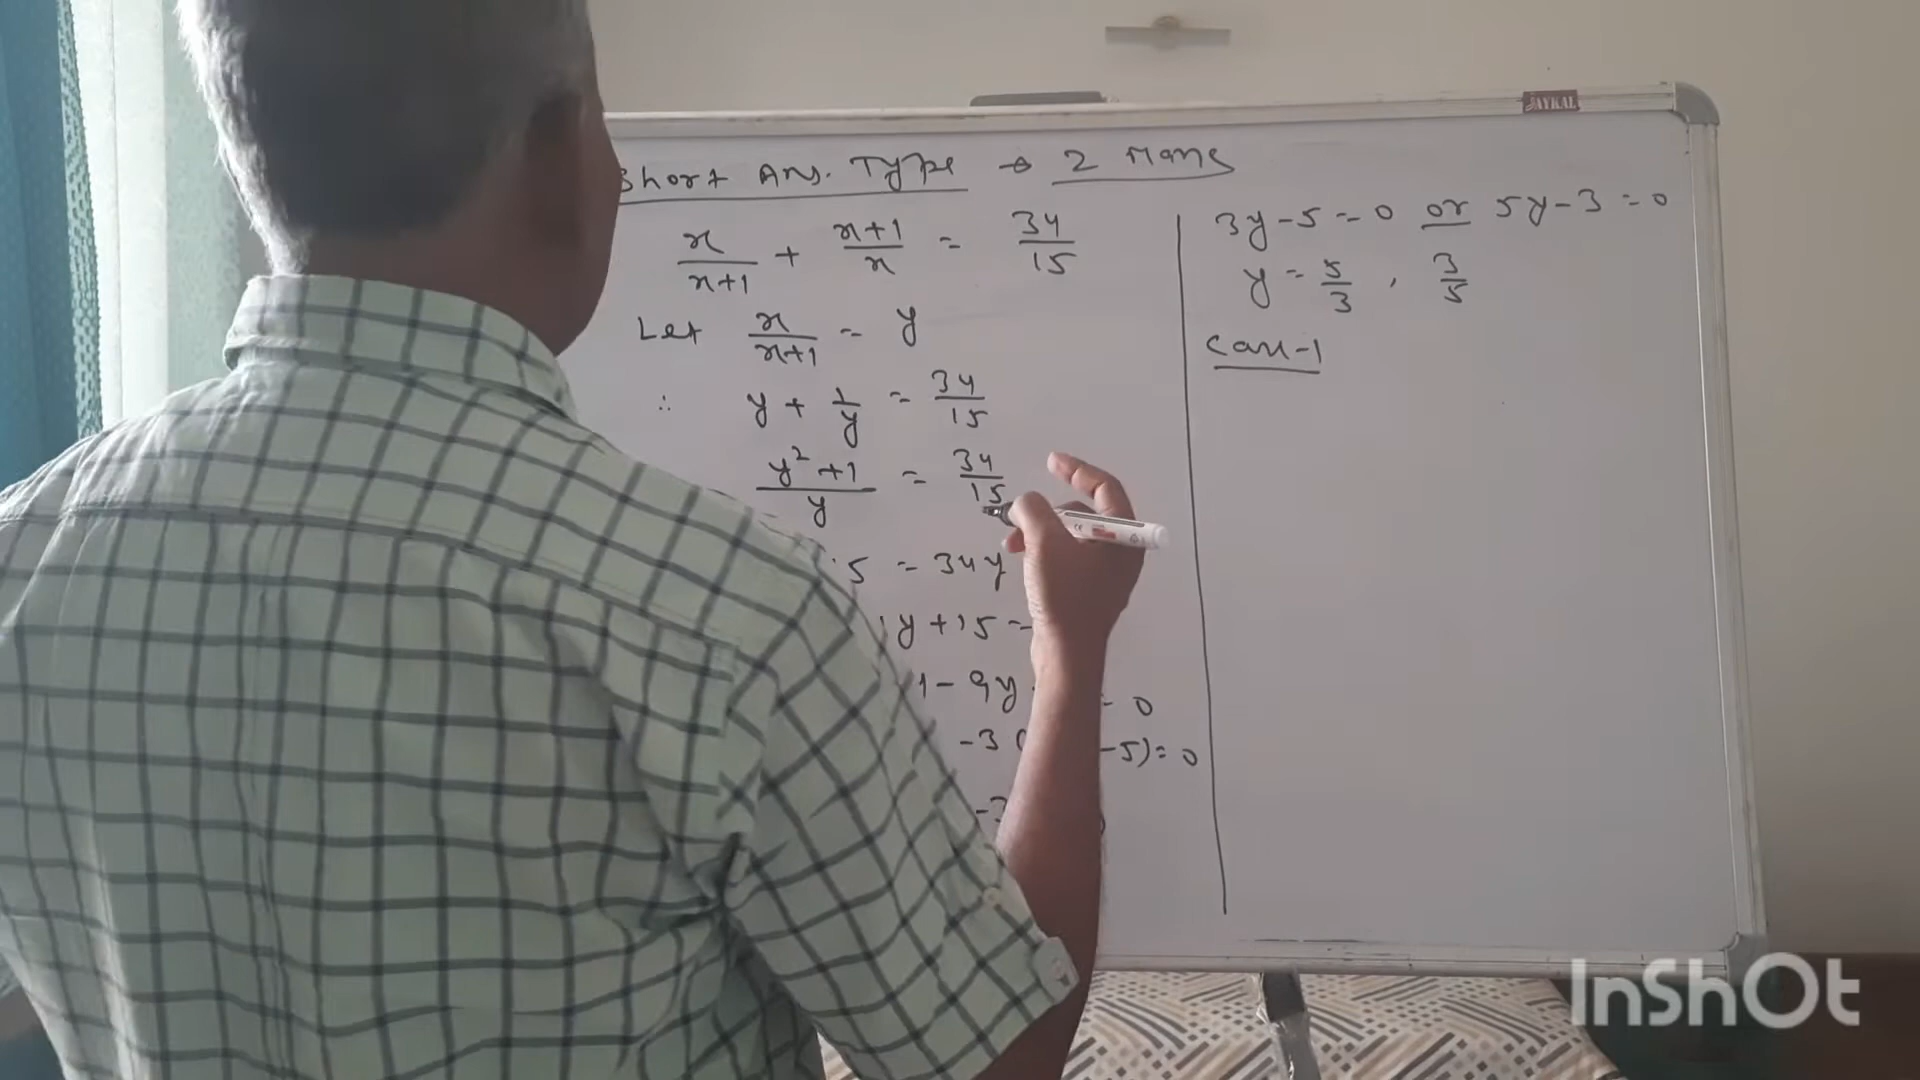 JAYKAL
Short Ans. Type → 2 Marks
x/x+1 + x+1/x = 34/15
Let x/x+1 = y
∴ y + 1/y = 34/15
y² + 1/y = 34/15
5 = 34y
y + 15 =
- 9y = 0
-3 ( -5) = 0
3y - 5 = 0 or 5y - 3 = 0
y = 5/3 , 3/5
Case-1
InShOt